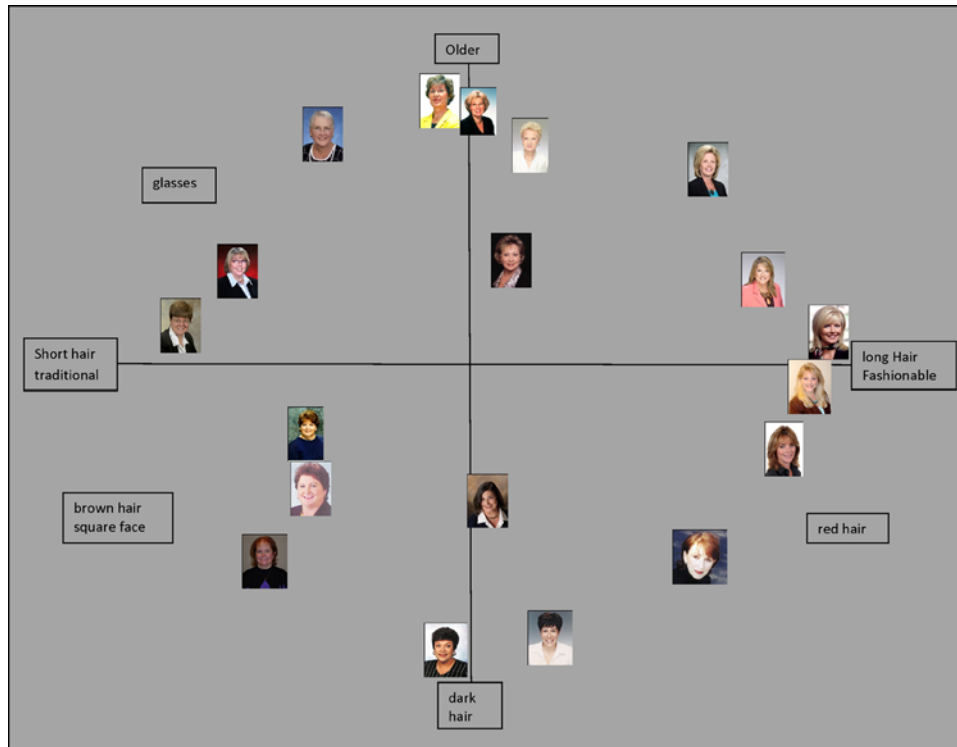 Older
glasses
Short hair
traditional
long Hair
Fashionable
brown hair
square face
red hair
dark
hair